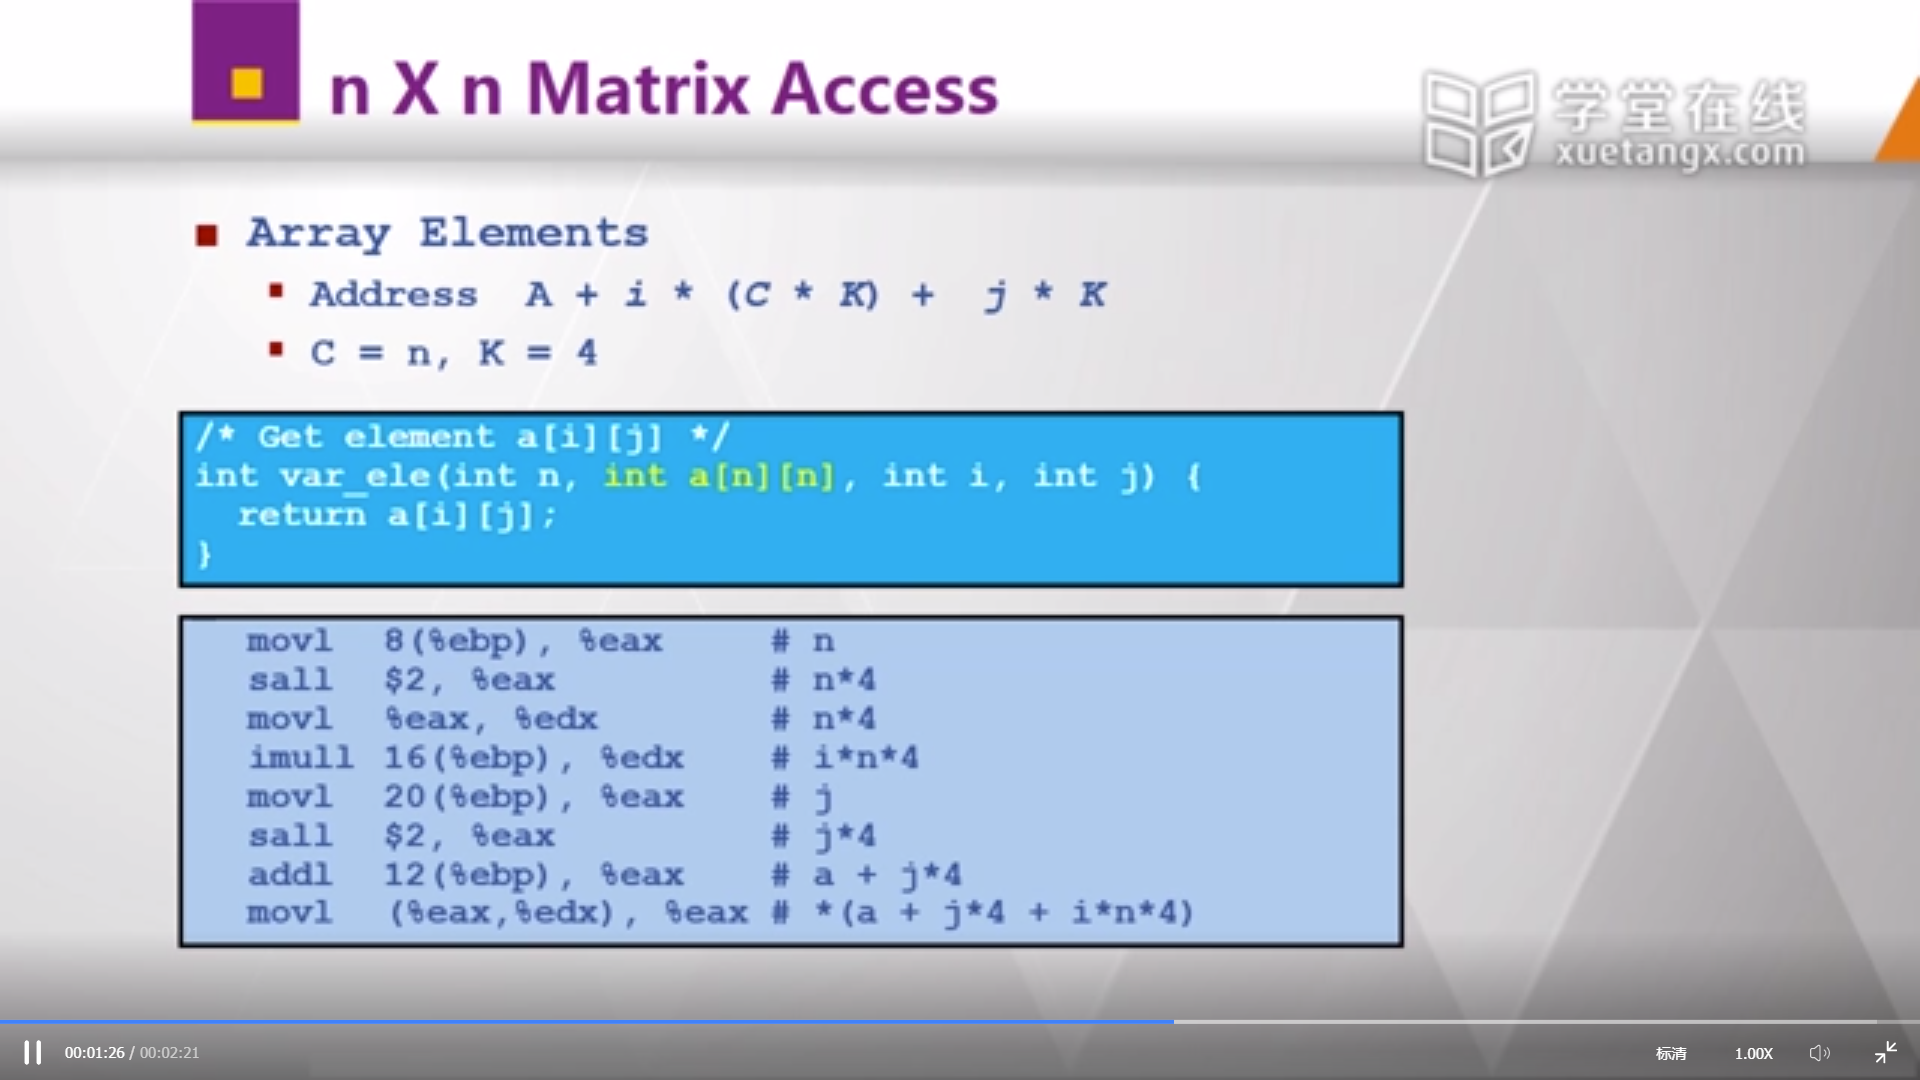 n X n Matrix Access
学堂在线
xuetangx.com
Array Elements
Address A + i * (C * K) + j * K
C = n, K = 4
/* Get element a[i][j] */
int var_ele(int n, int a[n][n], int i, int j) {
return a[i][j];
}
movl 8(%ebp), %eax # n
sall $2, %eax # n*4
movl %eax, %edx # n*4
imull 16(%ebp), %edx # i*n*4
movl 20(%ebp), %eax # j
sall $2, %eax # j*4
addl 12(%ebp), %eax # a + j*4
movl (%eax,%edx), %eax # *(a + j*4 + i*n*4)
00:01:26 / 00:02:21
标清
1.00X